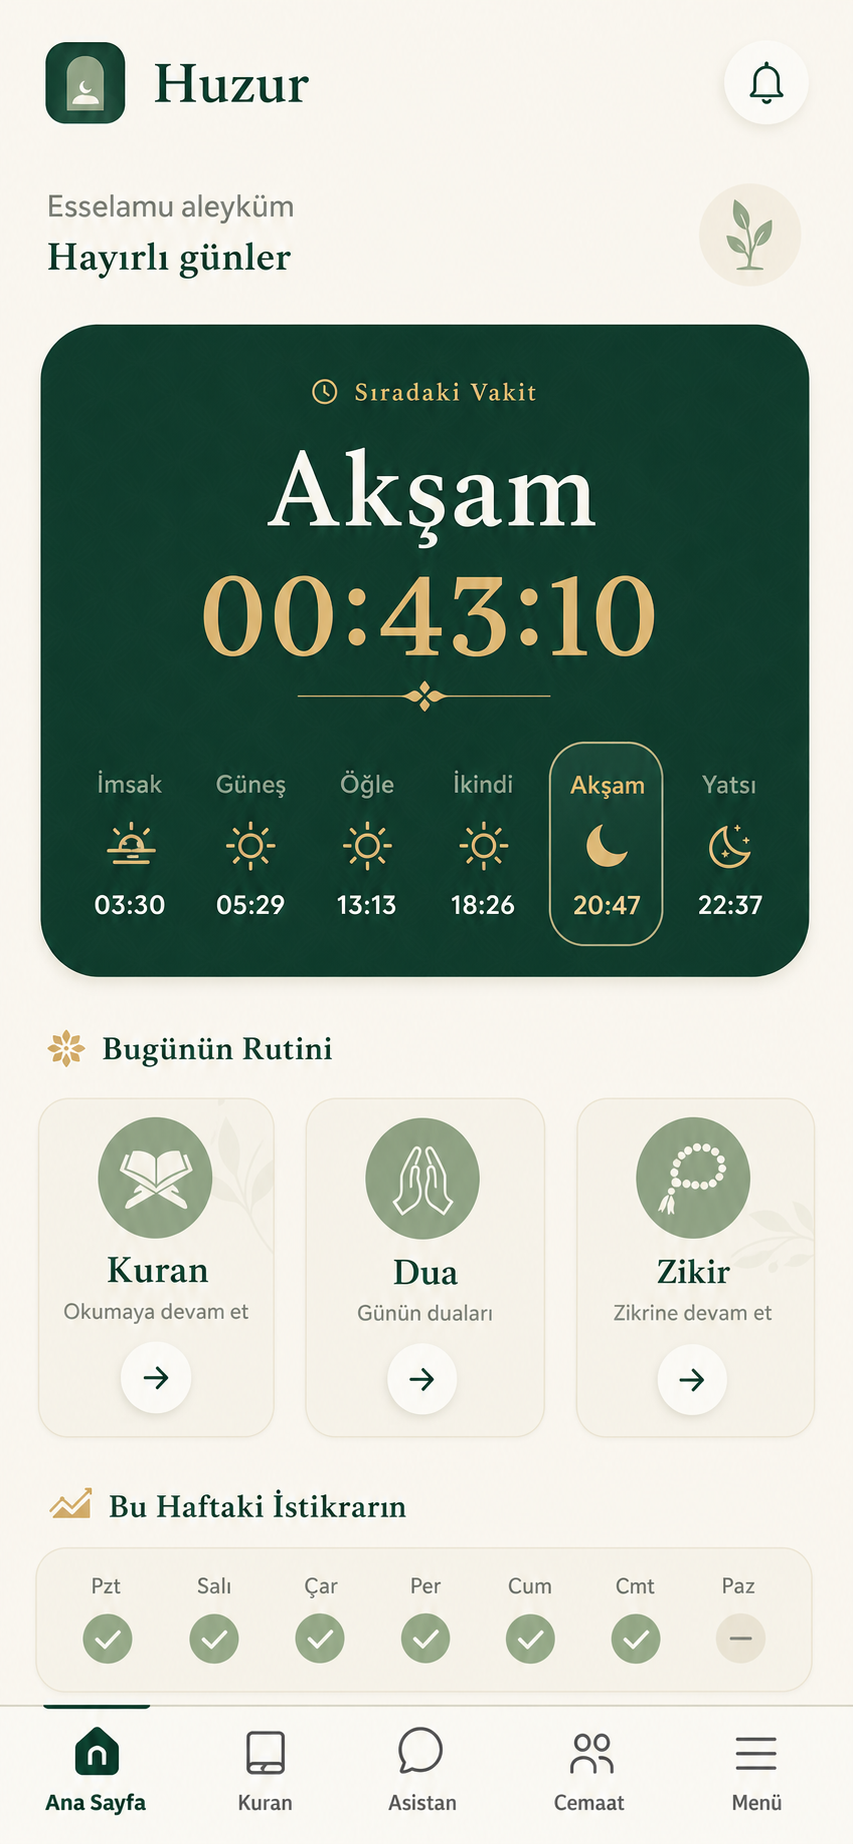 Huzur
Esselamu aleyküm
Hayırlı günler
Sıradaki Vakit
Akşam
00:43:10
İmsak Güneş Öğle İkindi Akşam Yatsı
03:30 05:29 13:13 18:26 20:47 22:37
Bugünün Rutini
Kuran Dua Zikir
Okumaya devam et Günün duaları Zikrine devam et
Bu Haftaki İstikrarın
Pzt Salı Çar Per Cum Cmt Paz
Ana Sayfa Kuran Asistan Cemaat Menü